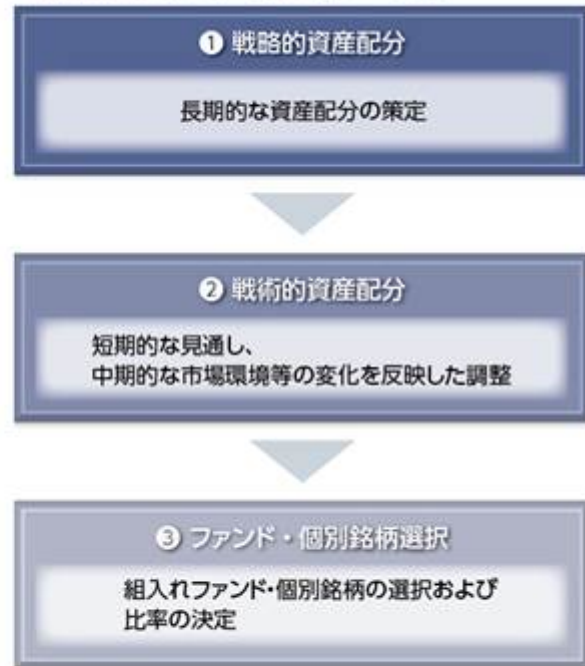 ❶ 戦略的資産配分
長期的な資産配分の策定
❷ 戦術的資産配分
短期的な見通し、
中期的な市場環境等の変化を反映した調整
❸ ファンド・個別銘柄選択
組入れファンド・個別銘柄の選択および
比率の決定